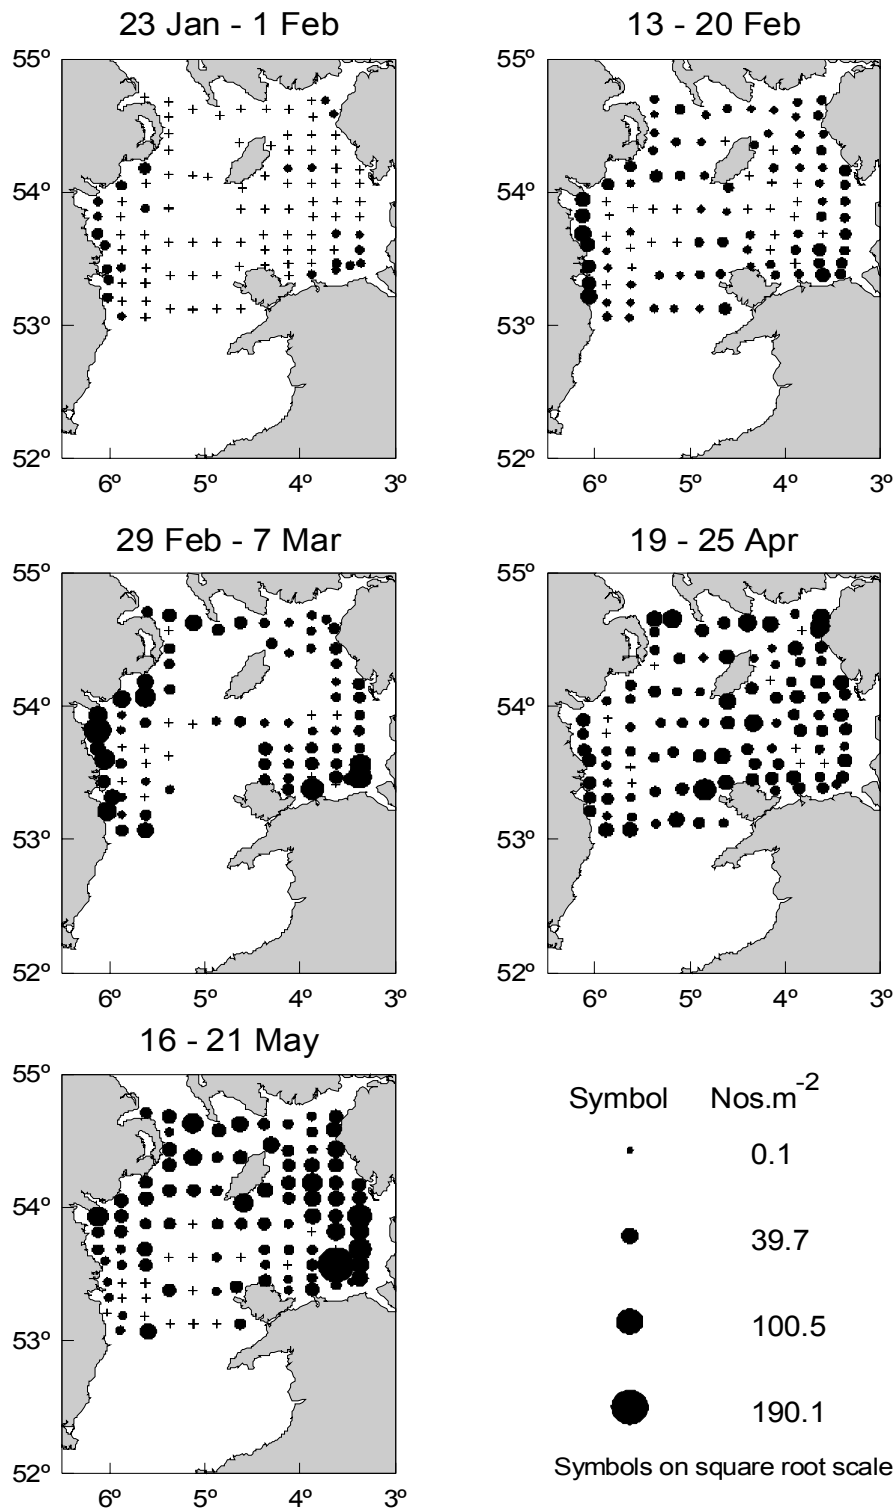 23 Jan - 1 Feb
13 - 20 Feb
55º
54º
53º
52º
6º 5º 4º 3º
55º
54º
53º
52º
6º 5º 4º 3º
29 Feb - 7 Mar
19 - 25 Apr
55º
54º
53º
52º
6º 5º 4º 3º
55º
54º
53º
52º
6º 5º 4º 3º
16 - 21 May
55º
54º
53º
52º
6º 5º 4º 3º
Symbol Nos.m⁻²
0.1
39.7
100.5
190.1
Symbols on square root scale